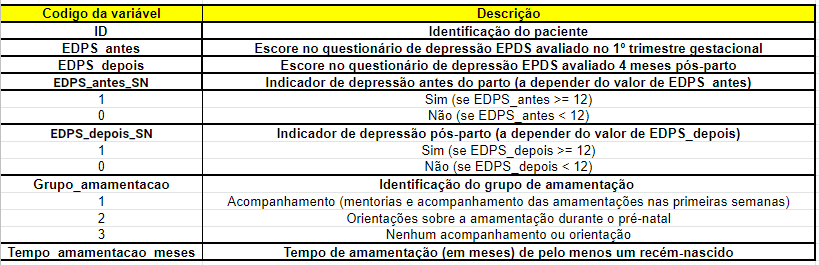 Codigo da variável Descrição
ID Identificação do paciente
EDPS_antes Escore no questionário de depressão EPDS avaliado no 1º trimestre gestacional
EDPS_depois Escore no questionário de depressão EPDS avaliado 4 meses pós-parto
EDPS_antes_SN Indicador de depressão antes do parto (a depender do valor de EDPS_antes)
1 Sim (se EDPS_antes >= 12)
0 Não (se EDPS_antes < 12)
EDPS_depois_SN Indicador de depressão pós-parto (a depender do valor de EDPS_depois)
1 Sim (se EDPS_depois >= 12)
0 Não (se EDPS_depois < 12)
Grupo_amamentacao Identificação do grupo de amamentação
1 Acompanhamento (mentorias e acompanhamento das amamentações nas primeiras semanas)
2 Orientações sobre a amamentação durante o pré-natal
3 Nenhum acompanhamento ou orientação
Tempo_amamentacao_meses Tempo de amamentação (em meses) de pelo menos um recém-nascido